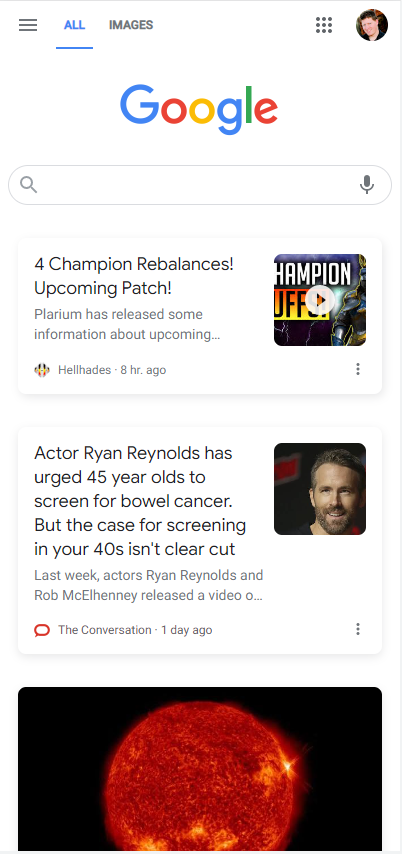 ALL IMAGES
Google
4 Champion Rebalances!
Upcoming Patch!
Plarium has released some
information about upcoming...
HAMPION
UFFS
Hellhades · 8 hr. ago
Actor Ryan Reynolds has
urged 45 year olds to
screen for bowel cancer.
But the case for screening
in your 40s isn't clear cut
Last week, actors Ryan Reynolds and
Rob McElhenney released a video o...
The Conversation · 1 day ago